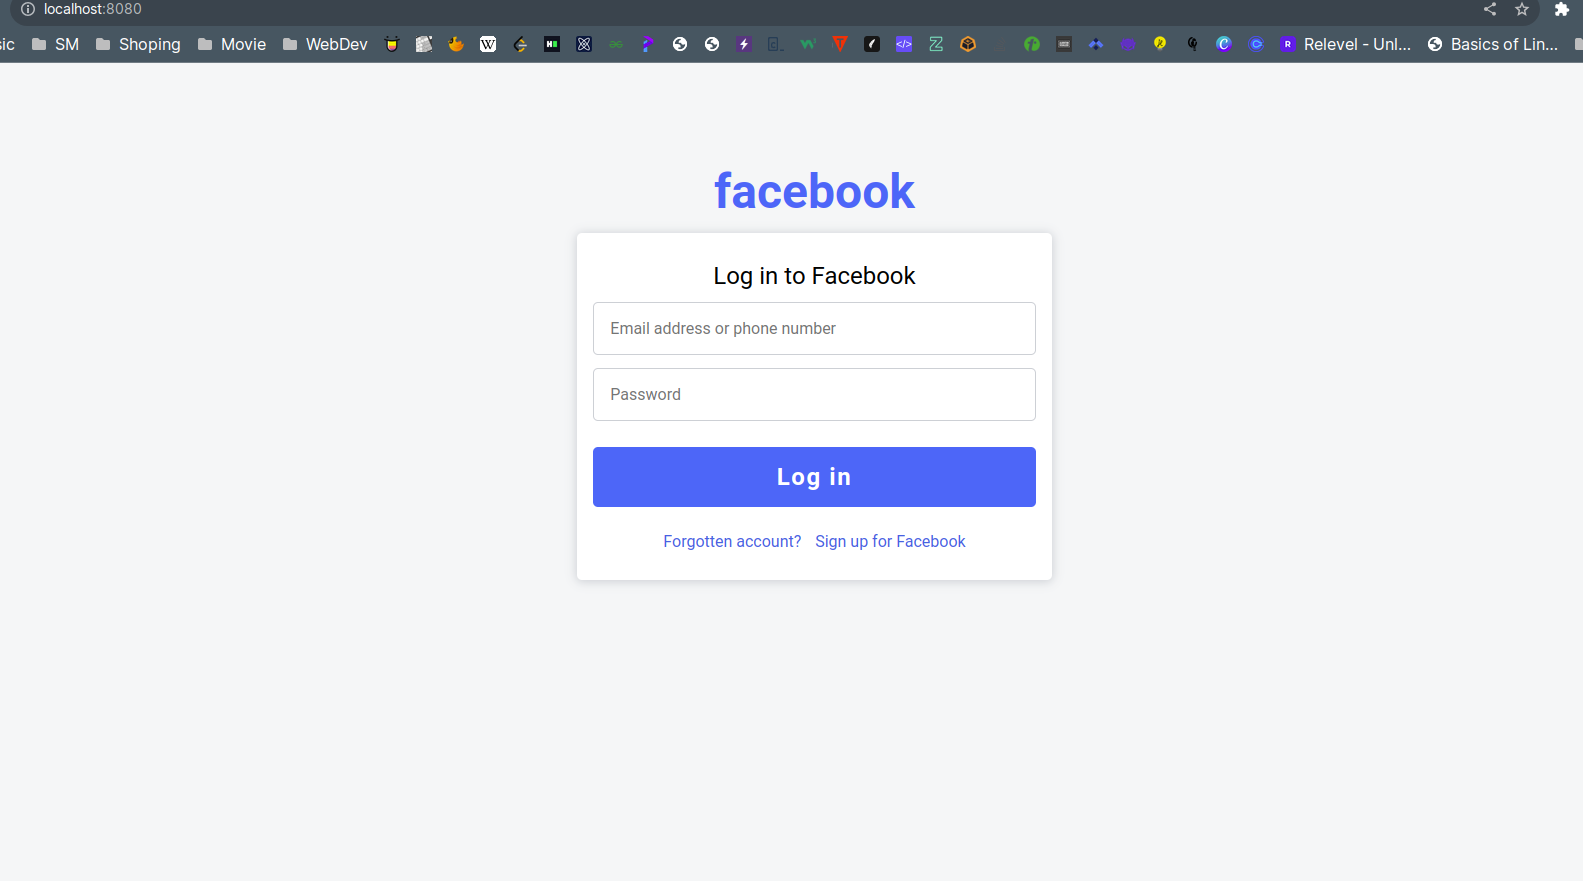 localhost:8080
sic SM Shoping Movie WebDev Relevel - Unl... Basics of Lin...
facebook
Log in to Facebook
Email address or phone number
Password
Log in
Forgotten account? Sign up for Facebook